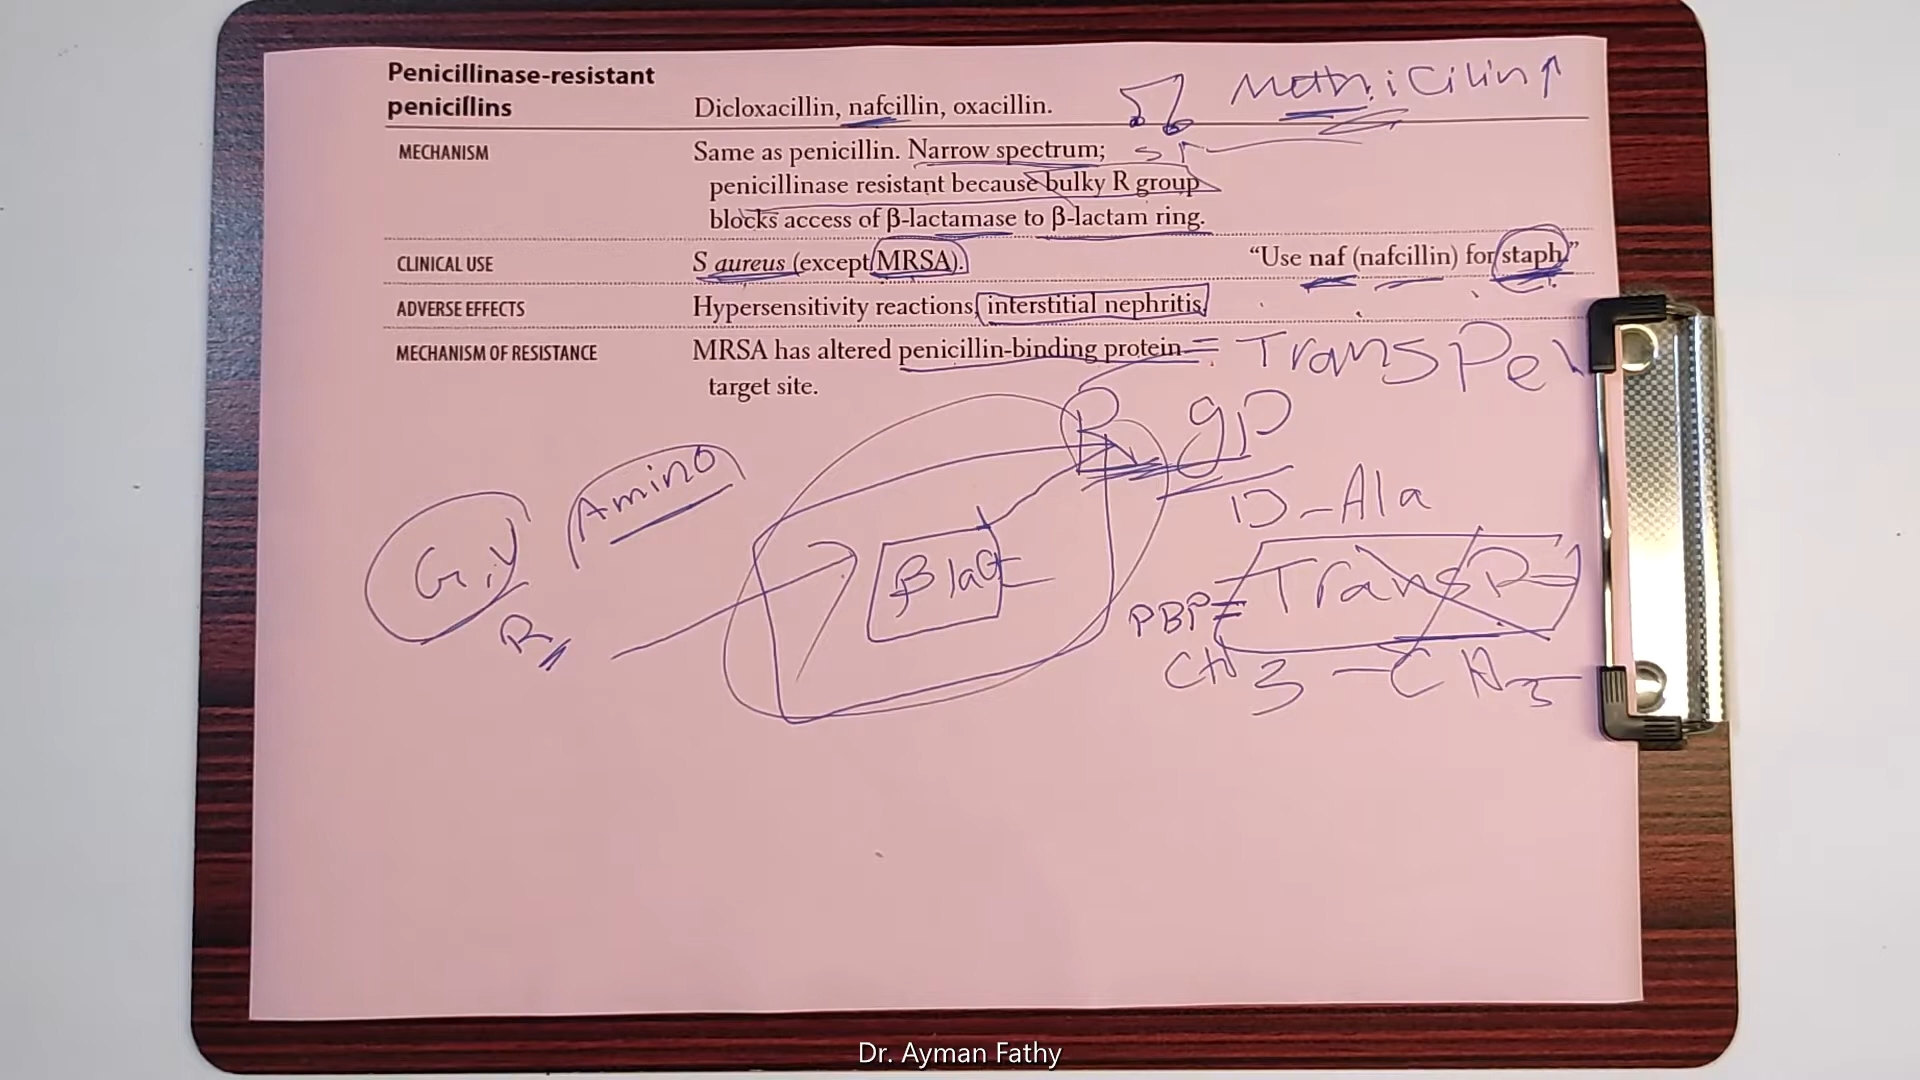 Penicillinase-resistant
penicillins
Dicloxacillin, nafcillin, oxacillin.
Methicillin
MECHANISM
Same as penicillin. Narrow spectrum;
penicillinase resistant because bulky R group
blocks access of β-lactamase to β-lactam ring.
CLINICAL USE
S aureus (except MRSA).
“Use naf (nafcillin) for staph.”
ADVERSE EFFECTS
Hypersensitivity reactions, interstitial nephritis.
MECHANISM OF RESISTANCE
MRSA has altered penicillin-binding protein
target site.
= Transpe
R gp
Amino
D-Ala
β lac
PBP = TransP
CH3 - CH3
Dr. Ayman Fathy